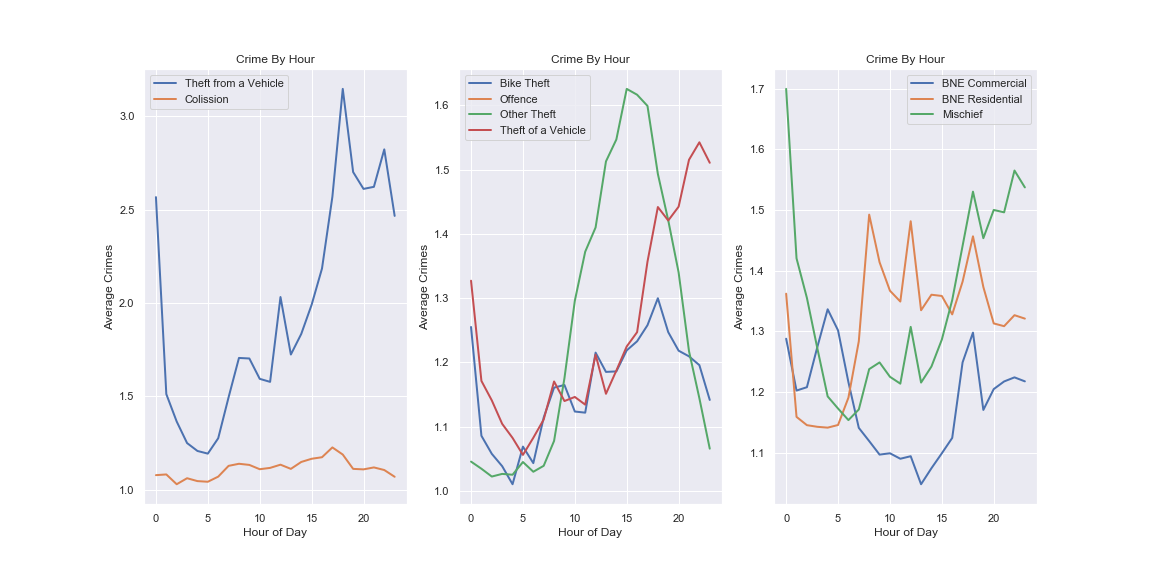 Crime By Hour
Theft from a Vehicle
Colission
3.0
2.5
2.0
1.5
1.0
Average Crimes
0 5 10 15 20
Hour of Day
Crime By Hour
Bike Theft
Offence
Other Theft
Theft of a Vehicle
1.6
1.5
1.4
1.3
1.2
1.1
1.0
Average Crimes
0 5 10 15 20
Hour of Day
Crime By Hour
BNE Commercial
BNE Residential
Mischief
1.7
1.6
1.5
1.4
1.3
1.2
1.1
Average Crimes
0 5 10 15 20
Hour of Day